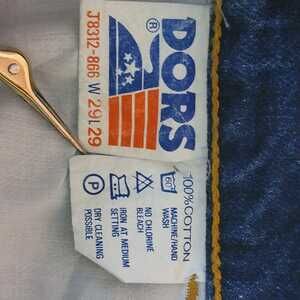 DORS
®
J8312-866 W 29 L 29
100% COTTON
60
MACHINE/HAND
WASH
NO CHLORINE
BLEACH
IRON AT MEDIUM
SETTING
P
DRY CLEANING
POSSIBLE